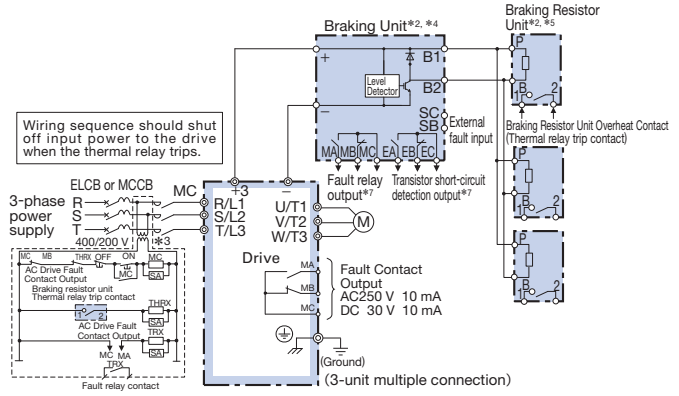 Braking Unit*2, *4
Braking Resistor
Unit*2, *5
P
+
B1
Level
Detector
B2
B
1 2
−
SC
SB
External
fault input
Wiring sequence should shut
off input power to the drive
when the thermal relay trips.
MA MB MC EA EB EC
Braking Resistor Unit Overheat Contact
(Thermal relay trip contact)
P
Fault relay
output*7
Transistor short-circuit
detection output*7
B
1 2
ELCB or MCCB
MC
+3 −
3-phase
power
supply
R
S
T
R/L1
S/L2
T/L3
U/T1
V/T2
W/T3
M
400/200 V
*3
P
B
1 2
Drive
MA
MB
MC
Fault Contact
Output
AC250 V 10 mA
DC 30 V 10 mA
MC MB THRX OFF ON MC
AC Drive Fault
Contact Output
MC
SA
Braking resistor unit
Thermal relay trip contact
THRX
1 2
SA
AC Drive Fault
Contact Output
TRX
SA
MC MA
TRX
Fault relay contact
(Ground)
(3-unit multiple connection)